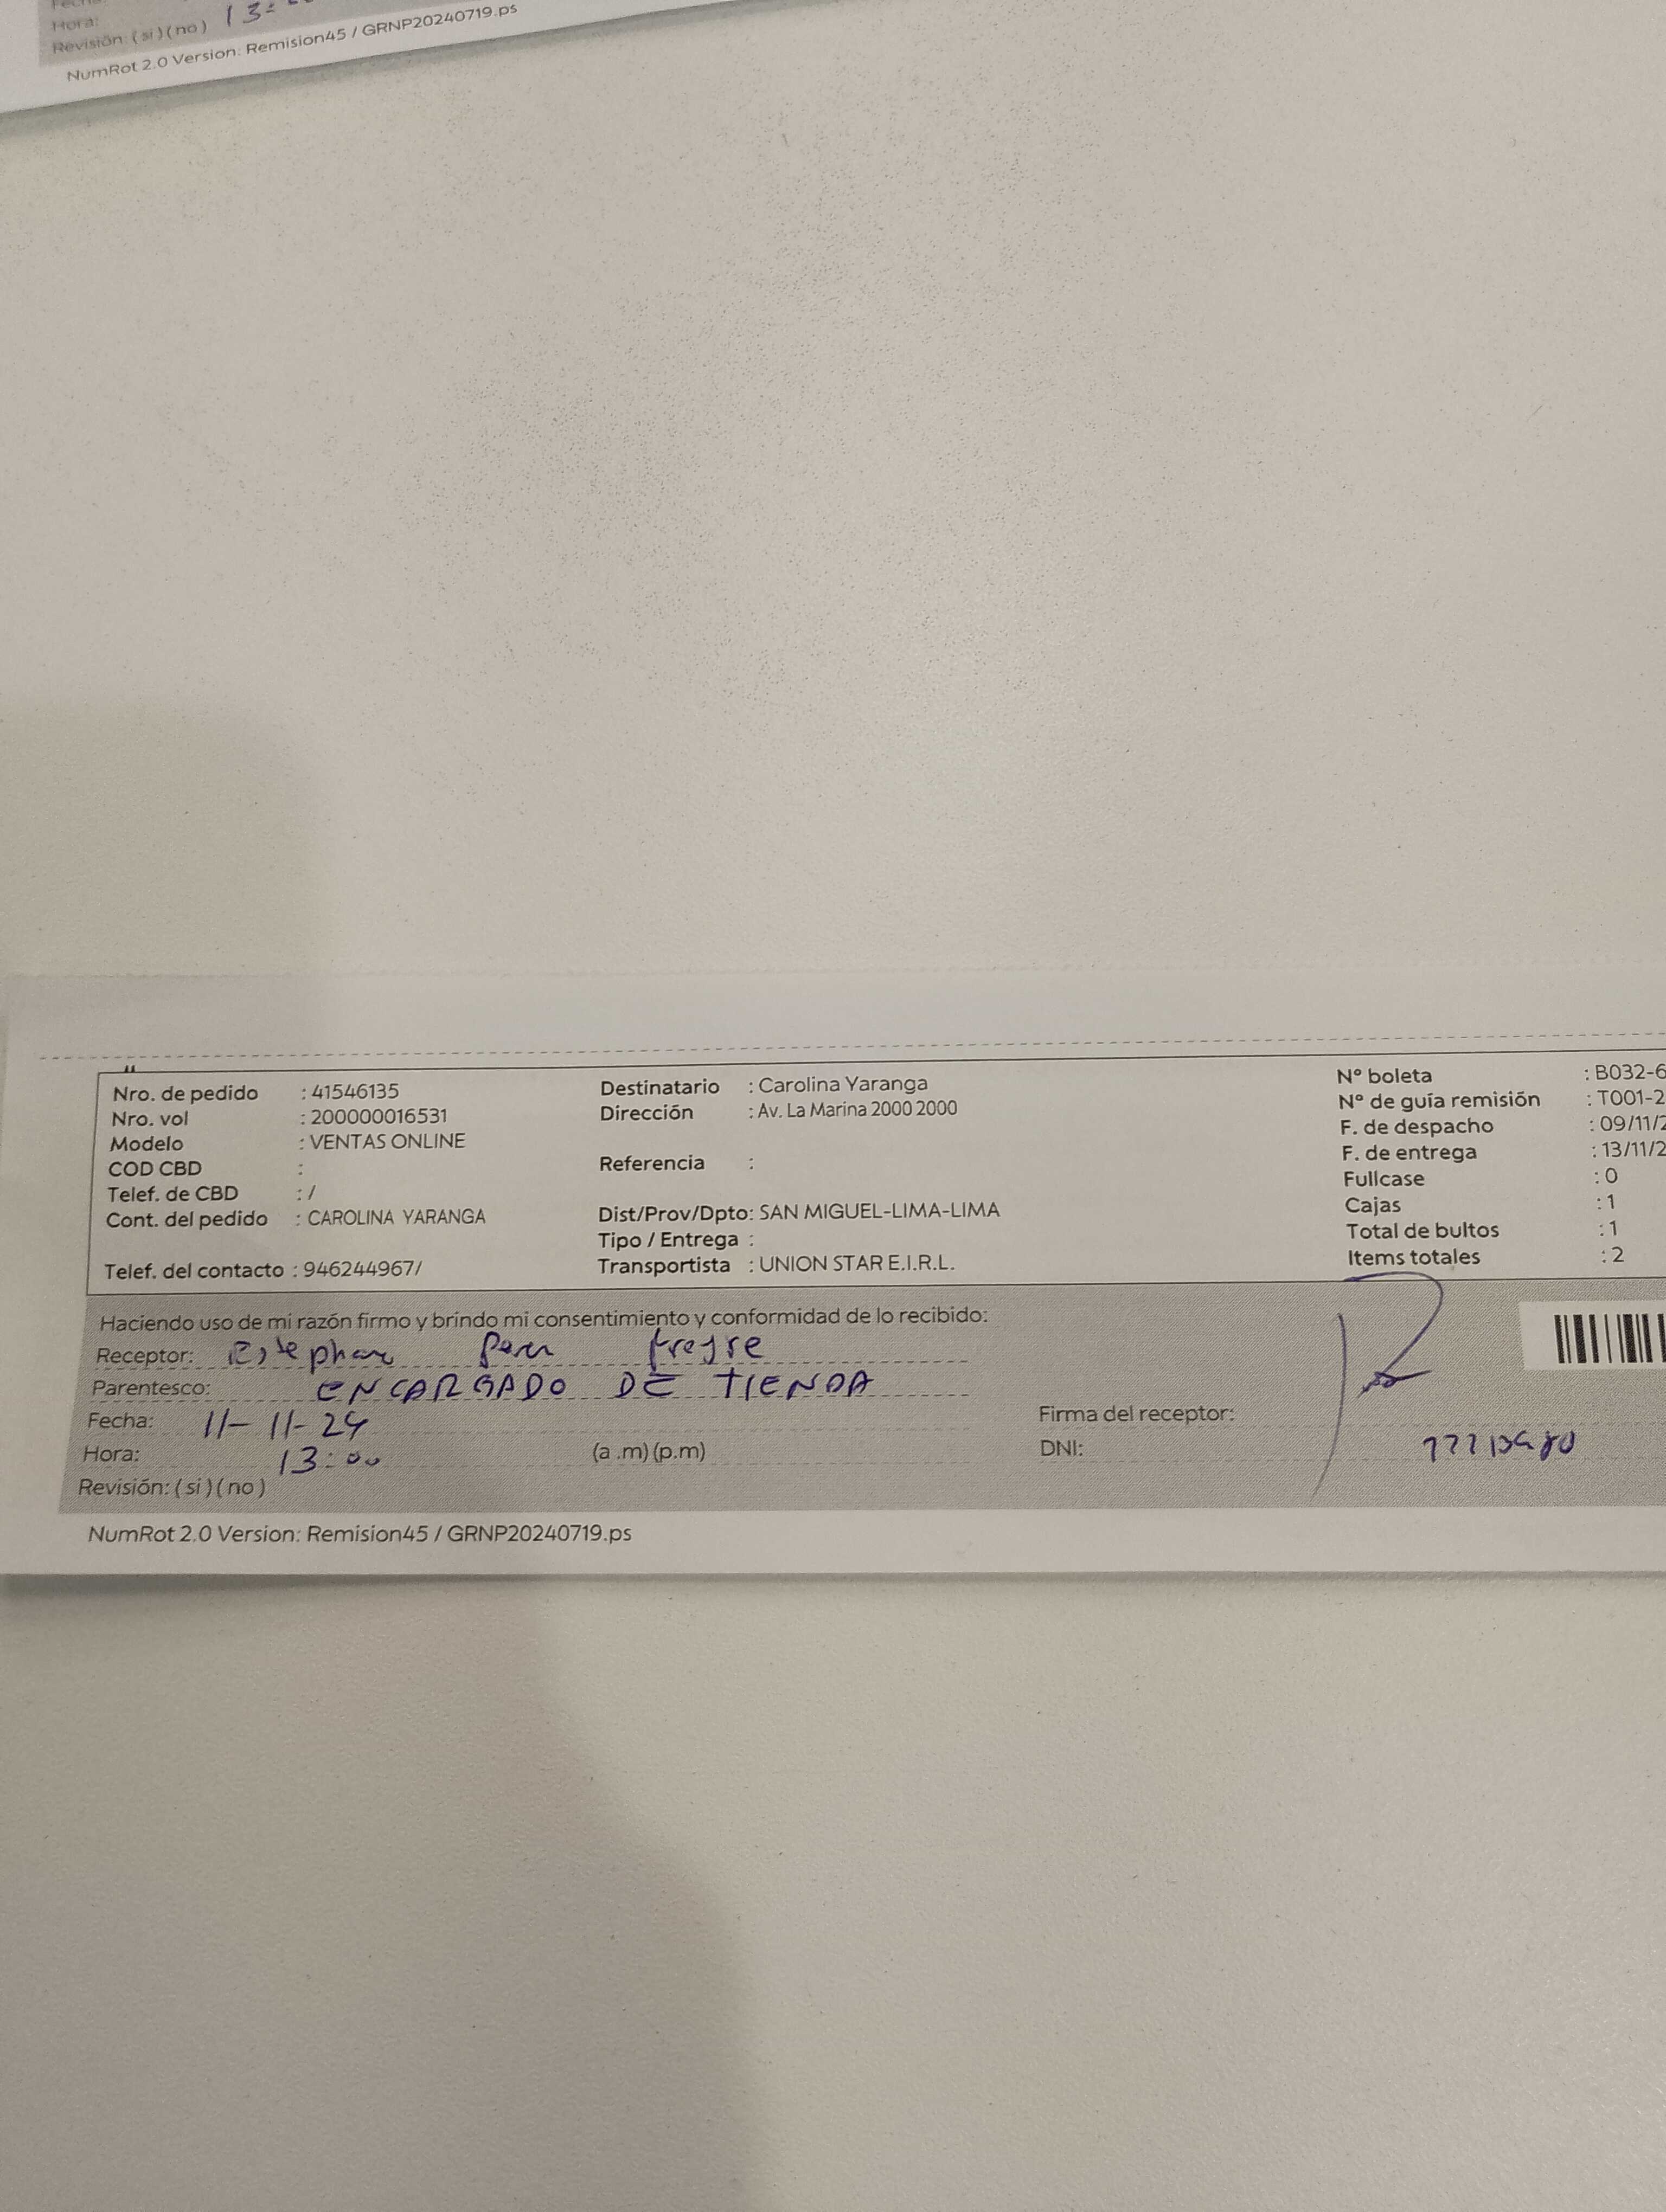 Hora: 13:
Revisión: (si)(no)
NumRot 2.0 Version: Remision45 / GRNP20240719.ps
Nro. de pedido : 41546135
Nro. vol : 200000016531
Modelo : VENTAS ONLINE
COD CBD :
Telef. de CBD : /
Cont. del pedido : CAROLINA YARANGA
Telef. del contacto : 946244967/
Destinatario : Carolina Yaranga
Dirección : Av. La Marina 2000 2000
Referencia :
Dist/Prov/Dpto: SAN MIGUEL-LIMA-LIMA
Tipo / Entrega :
Transportista : UNION STAR E.I.R.L.
N° boleta : B032-6
N° de guía remisión : T001-2
F. de despacho : 09/11/2
F. de entrega : 13/11/2
Fullcase : 0
Cajas : 1
Total de bultos : 1
Items totales : 2
Haciendo uso de mi razón firmo y brindo mi consentimiento y conformidad de lo recibido:
Receptor: freyre
Parentesco: ENCARGADO DE TIENDA
Fecha: 11-11-24
Hora: 13:00 (a .m) (p.m)
Revisión: (si)(no)
Firma del receptor:
DNI:
NumRot 2.0 Version: Remision45 / GRNP20240719.ps